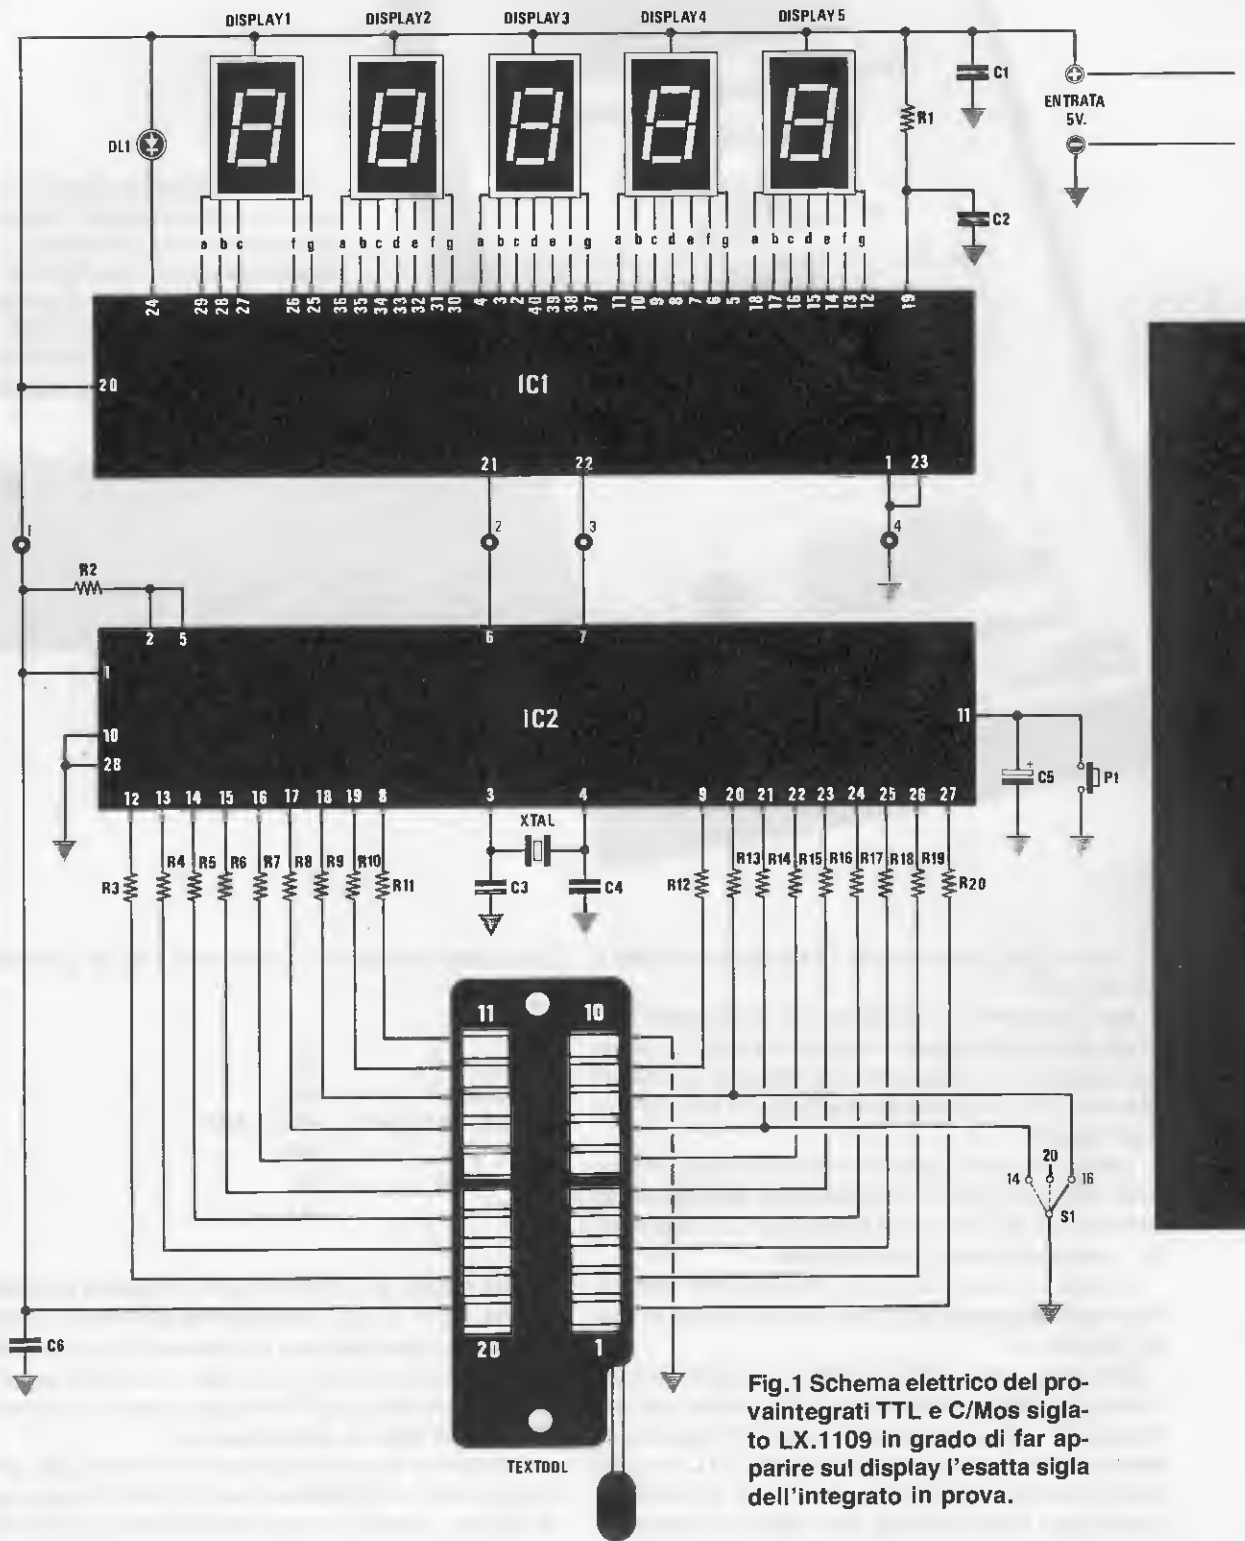 DISPLAY1 DISPLAY2 DISPLAY3 DISPLAY4 DISPLAY5
C1
ENTRATA
5V.
R1
DL1
C2
a b c f g a b c d e f g a b c d e f g a b c d e f g a b c d e f g
24 29 28 27 26 25 36 35 34 33 32 31 30 4 3 2 40 39 38 37 11 10 9 8 7 6 5 18 17 16 15 14 13 12 19
20 IC1
21 22 1 23
1 2 3 4
R2
2 5 6 7
1
IC2 11
10
28
C5 + P1
12 13 14 15 16 17 18 19 8 3 4 9 20 21 22 23 24 25 26 27
XTAL
R3 R4 R5 R6 R7 R8 R9 R10 R11 C3 C4 R12 R13 R14 R15 R16 R17 R18 R19 R20
11 10
20
14 16
S1
20 1
C6
TEXTOOL
Fig.1 Schema elettrico del pro-
vaintegrati TTL e C/Mos sigla-
to LX.1109 in grado di far ap-
parire sul display l'esatta sigla
dell'integrato in prova.